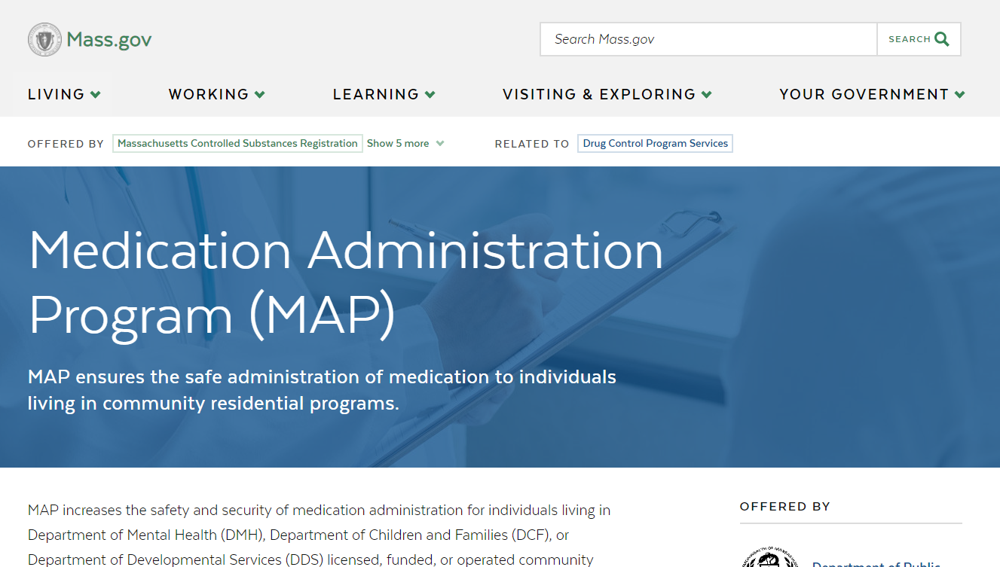 Mass.gov
Search Mass.gov
SEARCH
LIVING
WORKING
LEARNING
VISITING & EXPLORING
YOUR GOVERNMENT
OFFERED BY Massachusetts Controlled Substances Registration Show 5 more
RELATED TO Drug Control Program Services
Medication Administration
Program (MAP)
MAP ensures the safe administration of medication to individuals
living in community residential programs.
MAP increases the safety and security of medication administration for individuals living in
Department of Mental Health (DMH), Department of Children and Families (DCF), or
Department of Developmental Services (DDS) licensed, funded, or operated community
OFFERED BY
Department of Public